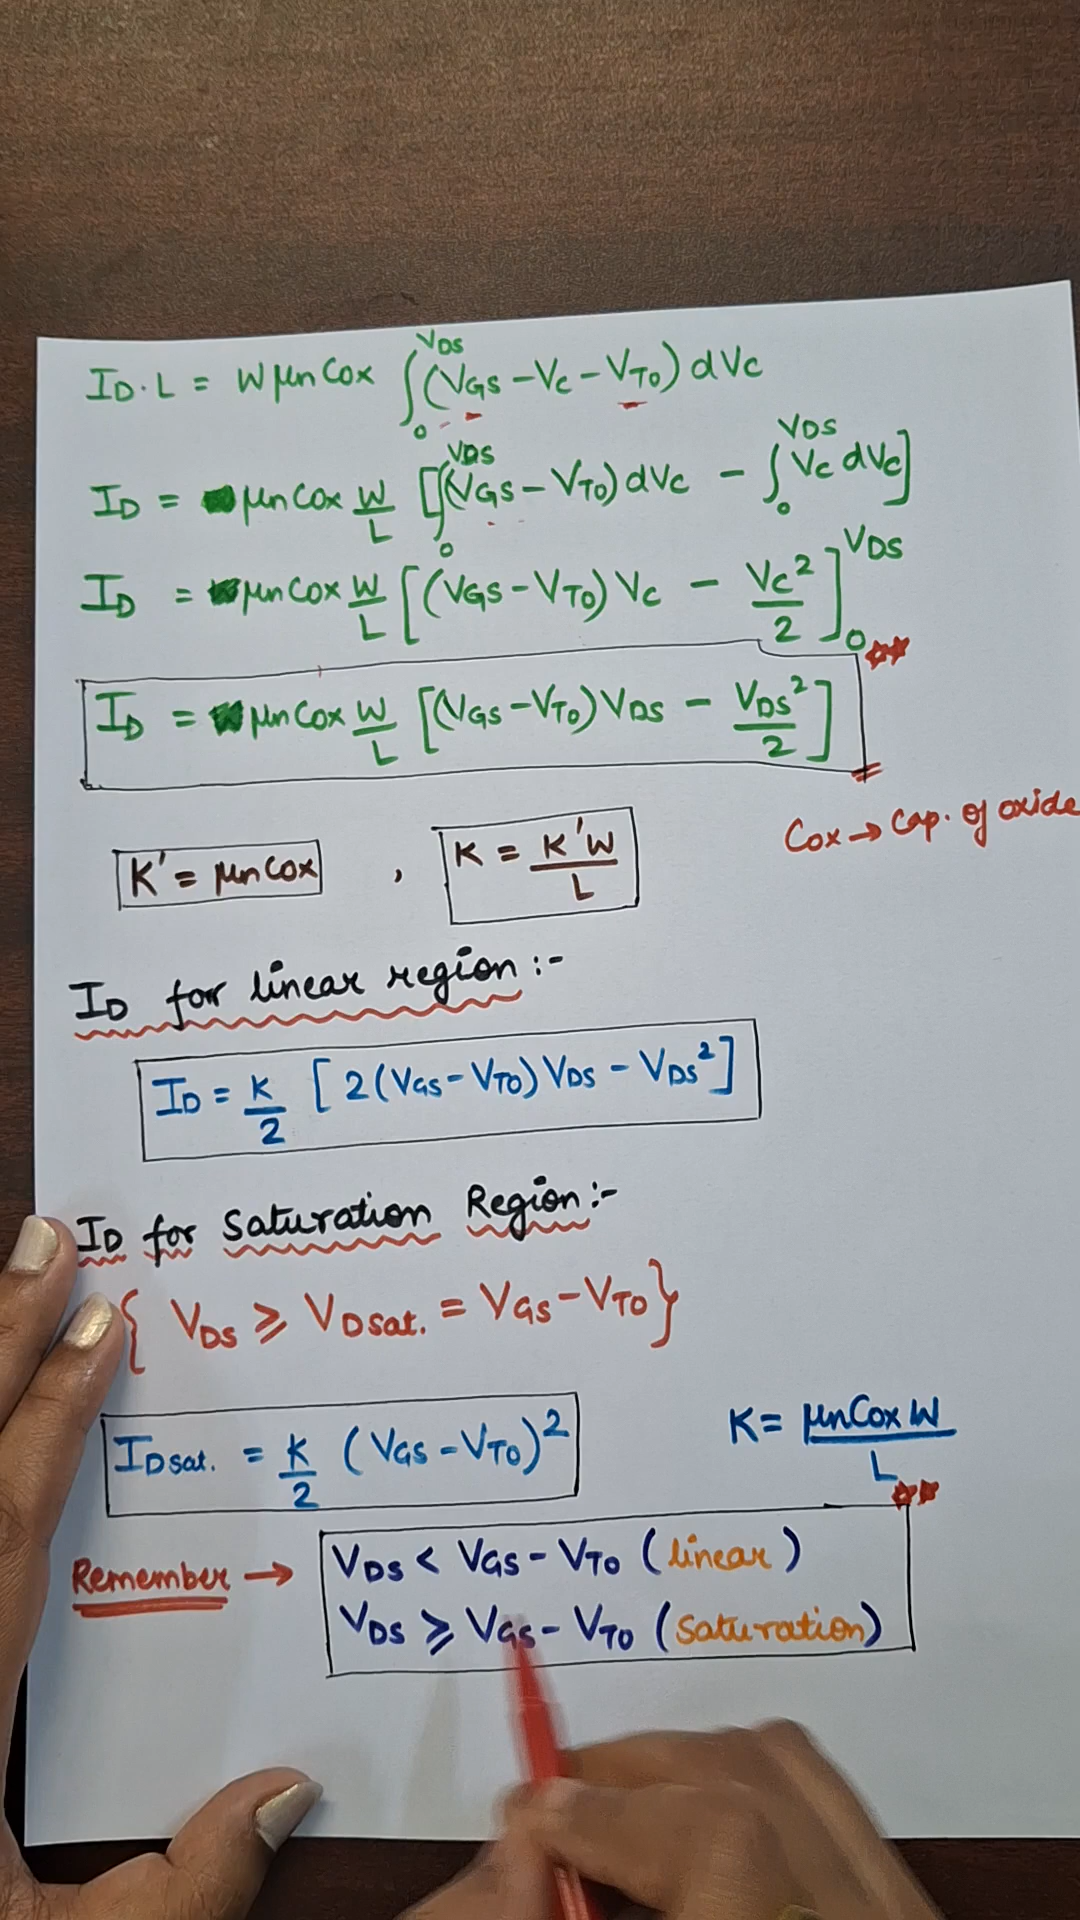 I_D . L = W μn Cox ∫₀^{VDS} (VGS - Vc - VTO) dVc
ID = μn Cox W/L [∫₀^{VDS} (VGS - VTO) dVc - ∫₀^{VDS} Vc dVc]
ID = μn Cox W/L [(VGS - VTO) Vc - Vc²/2]₀^{VDS}
ID = μn Cox W/L [(VGS - VTO) VDS - VDS²/2]
Cox → Cap. of oxide
K' = μn Cox , K = K'W/L
ID for linear region :-
ID = K/2 [2(VGS - VTO) VDS - VDS²]
ID for Saturation Region :-
{ VDS ≥ VDsat. = VGS - VTO }
IDsat. = K/2 (VGS - VTO)²
K = μn Cox W/L
Remember → VDS < VGS - VTO (linear)
VDS ≥ VGS - VTO (Saturation)